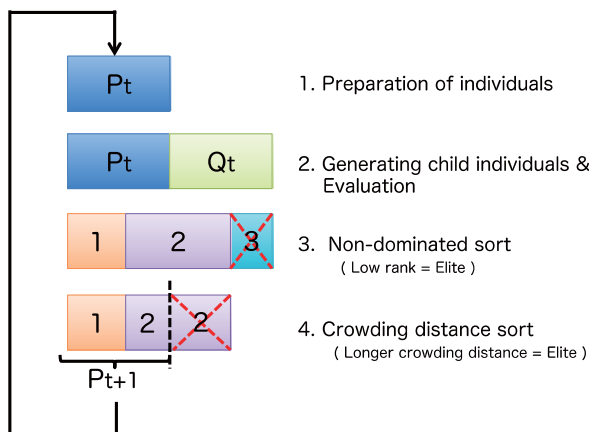 Pt
1. Preparation of individuals
Pt Qt
2. Generating child individuals &
Evaluation
1 2 3
3. Non-dominated sort
( Low rank = Elite )
1 2 2
4. Crowding distance sort
( Longer crowding distance = Elite )
Pt+1